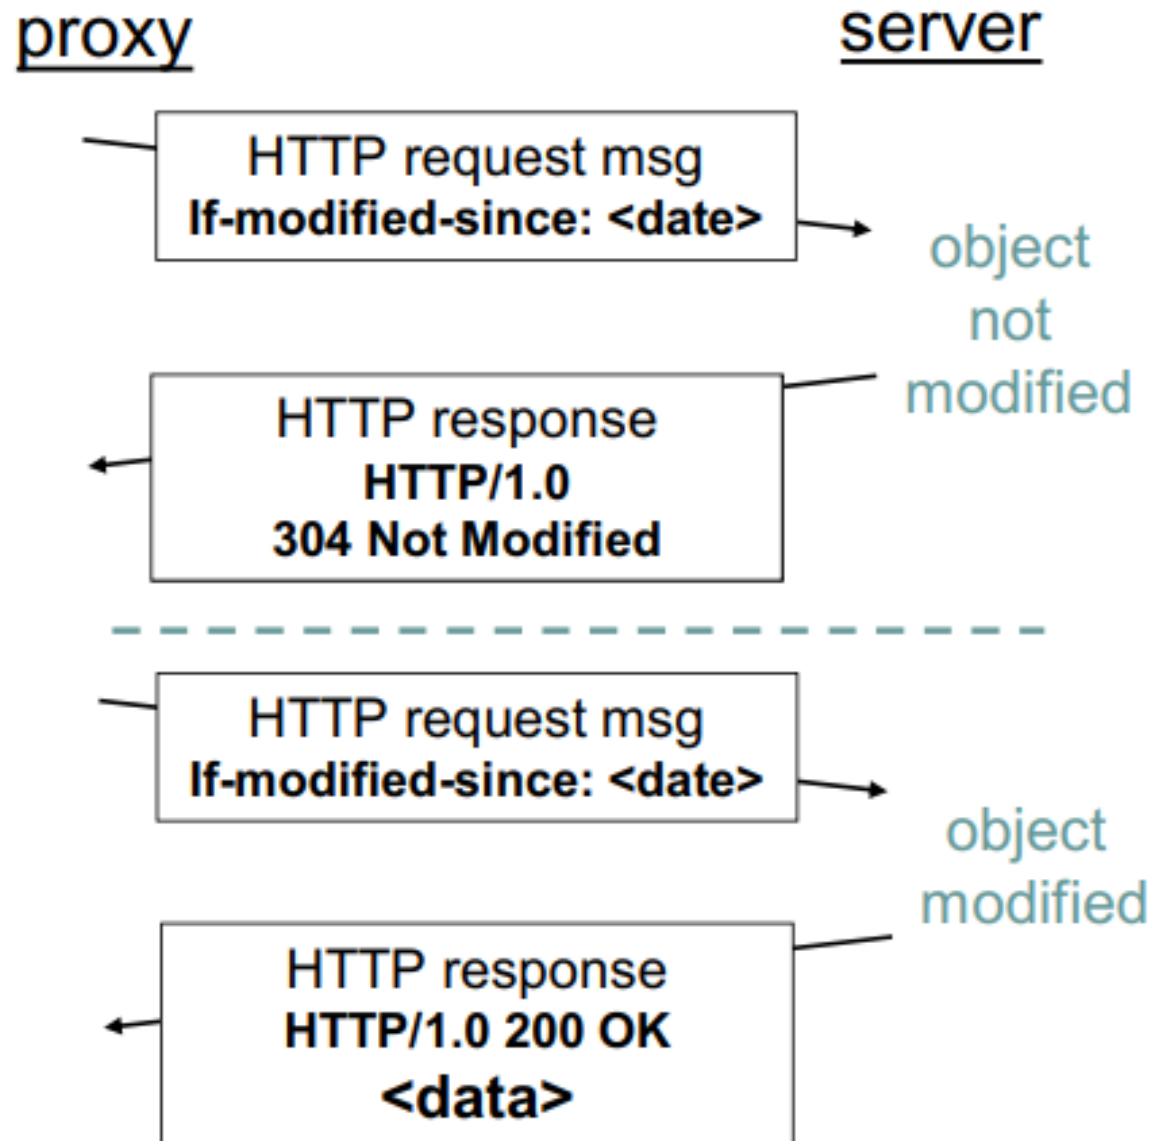 proxy
server
HTTP request msg
If-modified-since: <date>
object
not
modified
HTTP response
HTTP/1.0
304 Not Modified
HTTP request msg
If-modified-since: <date>
object
modified
HTTP response
HTTP/1.0 200 OK
<data>